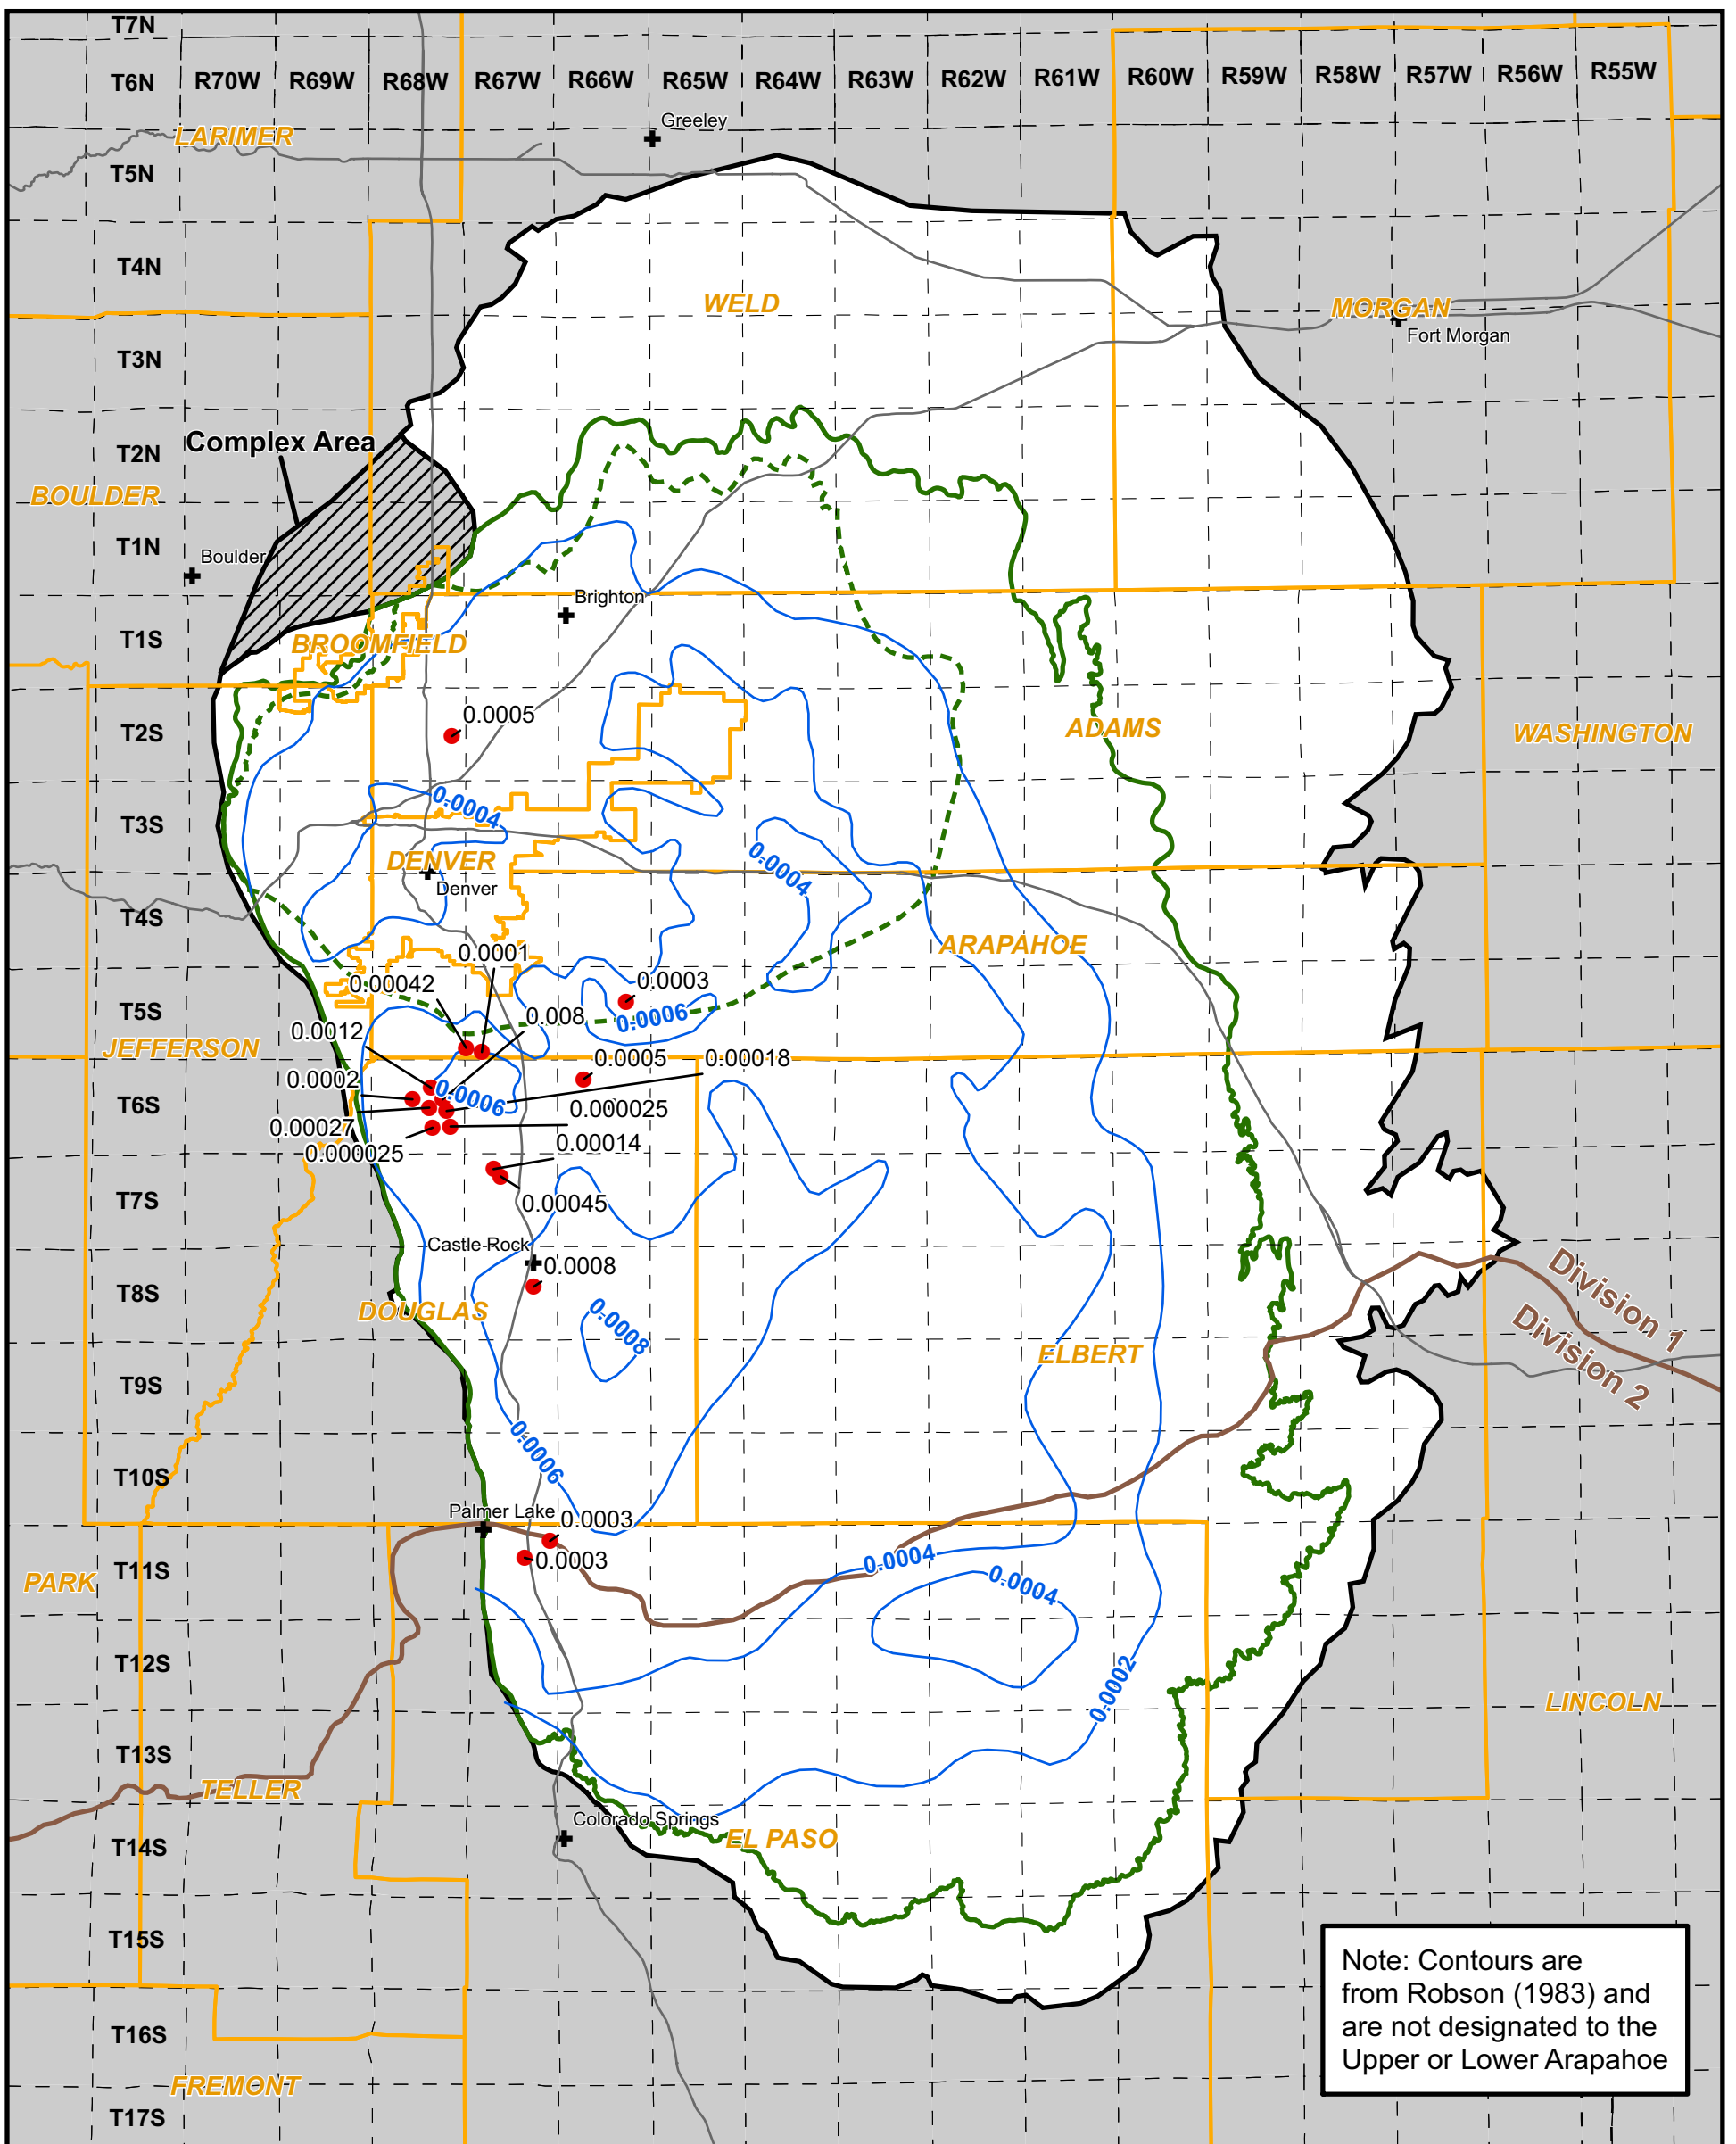 T7N
T6N
R70W
R69W
R68W
R67W
R66W
R65W
R64W
R63W
R62W
R61W
R60W
R59W
R58W
R57W
R56W
R55W
Greeley
LARIMER
T5N
T4N
WELD
MORGAN
Fort Morgan
T3N
Complex Area
T2N
BOULDER
T1N
Boulder
Brighton
T1S
BROOMFIELD
0.0005
T2S
ADAMS
WASHINGTON
0.0004
T3S
DENVER
0.0004
Denver
T4S
ARAPAHOE
0.0001
0.00042
0.0003
T5S
0.008
0.0006
0.0012
JEFFERSON
0.0005
0.00018
0.0002
0.0006
T6S
0.000025
0.00027
0.00014
0.000025
T7S
0.00045
Castle Rock
0.0008
T8S
DOUGLAS
0.0008
Division 1
Division 2
ELBERT
T9S
0.0006
T10S
Palmer Lake
0.0003
0.0003
T11S
0.0004
0.0004
PARK
T12S
0.0002
LINCOLN
T13S
TELLER
Colorado Springs
T14S
EL PASO
T15S
Note: Contours are
from Robson (1983) and
are not designated to the
Upper or Lower Arapahoe
T16S
FREMONT
T17S